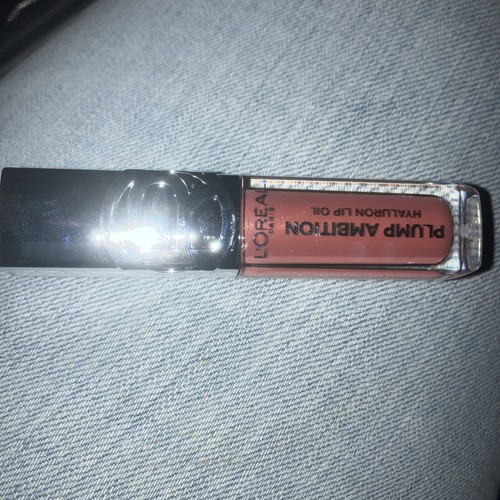 L'ORÉAL
PARIS
PLUMP AMBITION
HYALURON LIP OIL